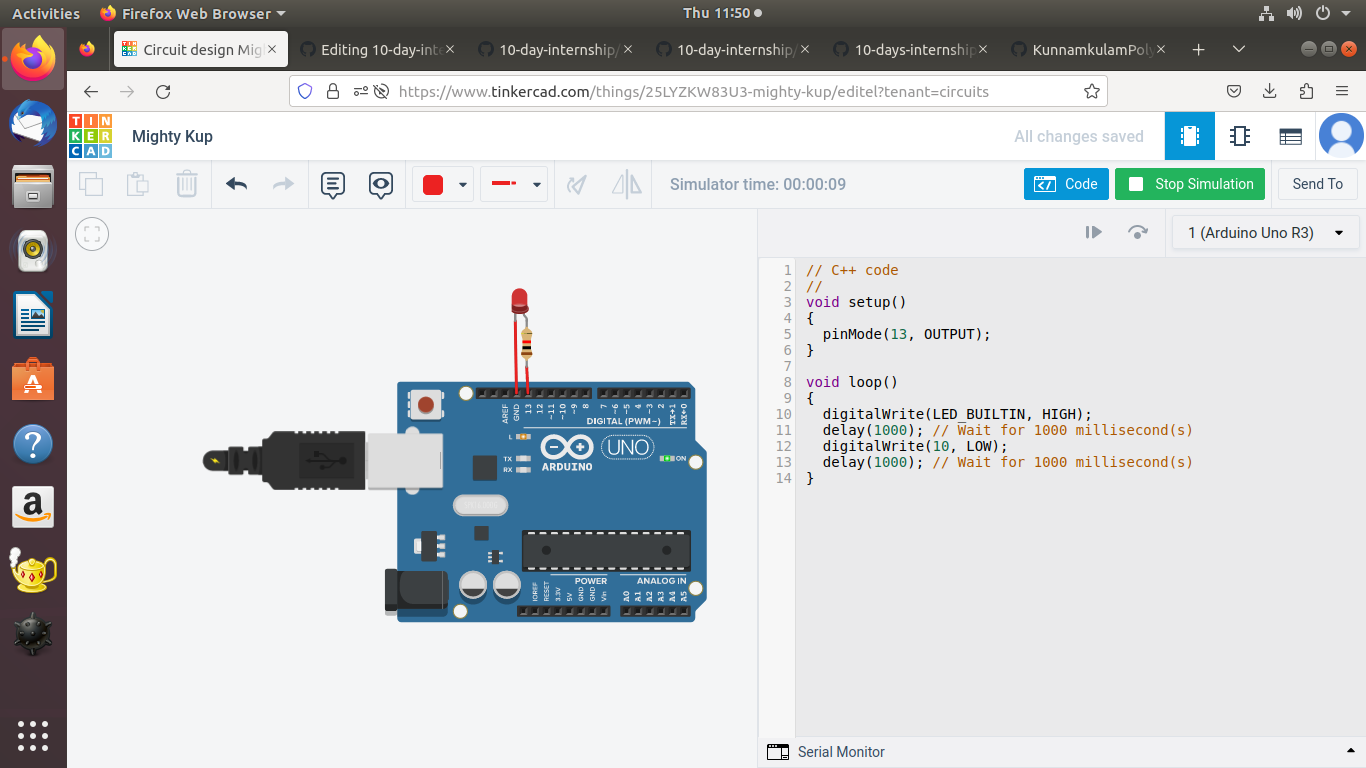 Activities
Firefox Web Browser
Thu 11:50
Circuit design Mig
Editing 10-day-inte
10-day-internship/
10-day-internship/
10-days-internship
KunnamkulamPoly
https://www.tinkercad.com/things/25LYZKW83U3-mighty-kup/editel?tenant=circuits
TIN
KER
CAD
Mighty Kup
All changes saved
Simulator time: 00:00:09
Code
Stop Simulation
Send To
1 (Arduino Uno R3)
AREF
GND
13
12
~11
~10
~9
8
7
~6
~5
4
~3
2
TX→1
RX←0
DIGITAL (PWM~)
L
TX
RX
ARDUINO
UNO
ON
POWER
ANALOG IN
IOREF
RESET
3.3V
5V
GND
GND
Vin
A0
A1
A2
A3
A4
A5
1 // C++ code
2 //
3 void setup()
4 {
5 pinMode(13, OUTPUT);
6 }
7
8 void loop()
9 {
10 digitalWrite(LED_BUILTIN, HIGH);
11 delay(1000); // Wait for 1000 millisecond(s)
12 digitalWrite(10, LOW);
13 delay(1000); // Wait for 1000 millisecond(s)
14 }
Serial Monitor